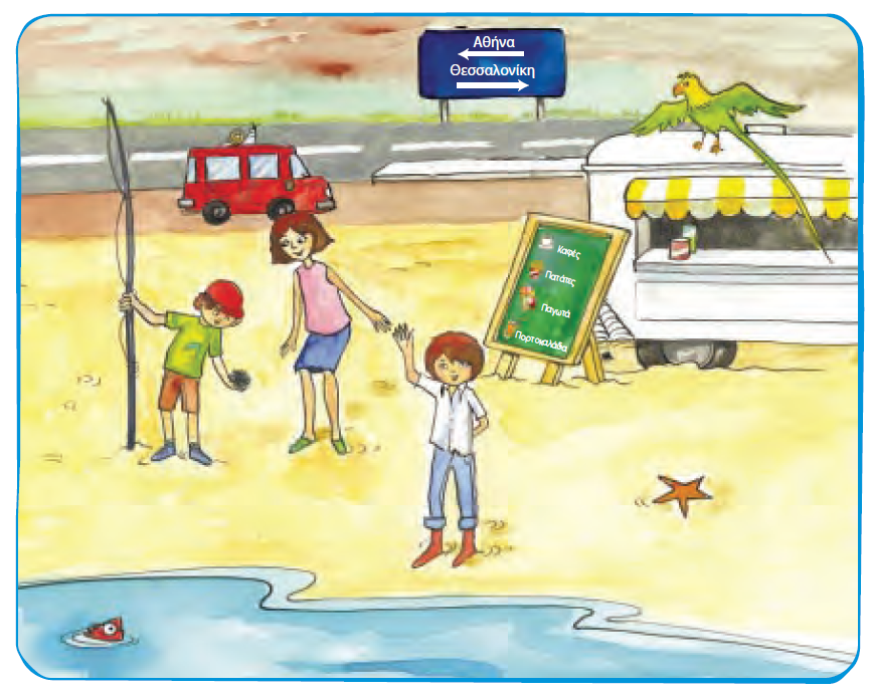 Αθήνα
Θεσσαλονίκη
Καφές
Πατάτες
Παγωτά
Πορτοκαλάδα